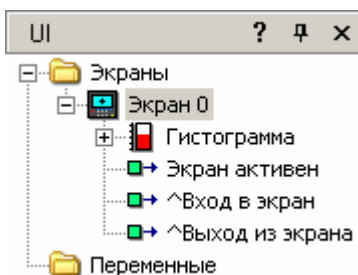 UI ?
Экраны
Экран 0
Гистограмма
Экран активен
^Вход в экран
^Выход из экрана
Переменные